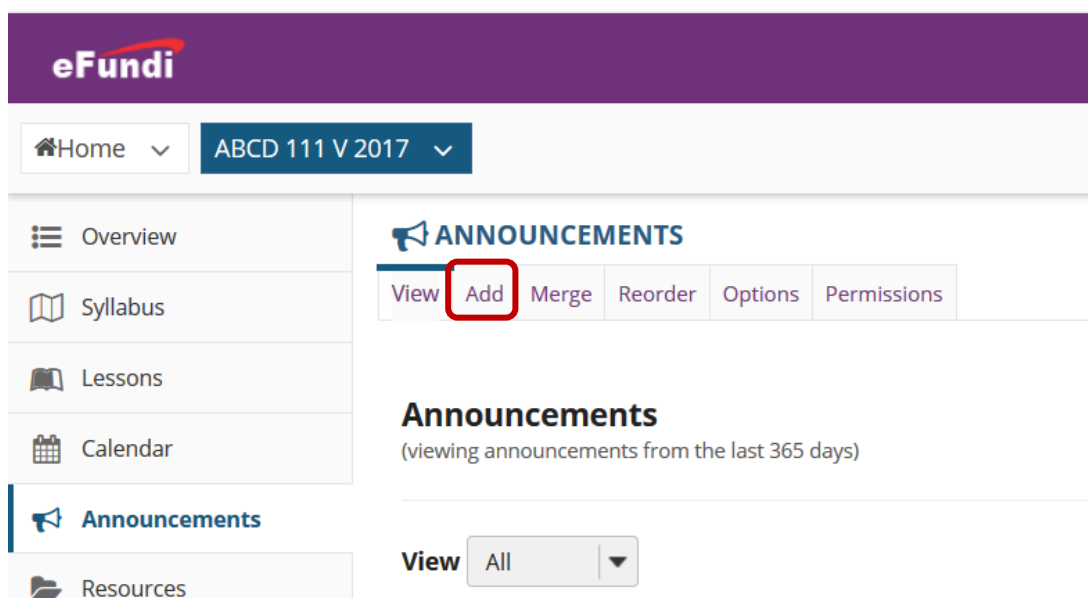 eFundi
Home ABCD 111 V 2017
Overview
Syllabus
Lessons
Calendar
Announcements
Resources
ANNOUNCEMENTS
View Add Merge Reorder Options Permissions
Announcements
(viewing announcements from the last 365 days)
View All